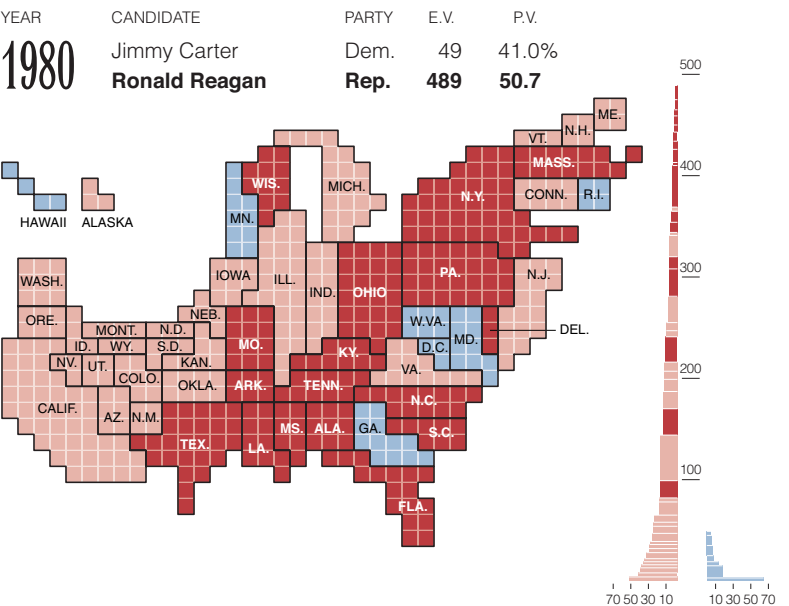 YEAR CANDIDATE PARTY E.V. P.V.
1980 Jimmy Carter Dem. 49 41.0%
Ronald Reagan Rep. 489 50.7
500
ME.
N.H.
VT.
MASS.
400
WIS.
MICH.
N.Y.
CONN.
R.I.
HAWAII
ALASKA
MN.
300
WASH.
IOWA
ILL.
IND.
OHIO
PA.
N.J.
ORE.
NEB.
W.VA.
MONT.
N.D.
DEL.
MD.
ID.
WY.
S.D.
MO.
KY.
D.C.
NV.
UT.
KAN.
VA.
200
COLO.
OKLA.
ARK.
TENN.
N.C.
CALIF.
AZ.
N.M.
TEX.
LA.
MS.
ALA.
GA.
S.C.
100
FLA.
70 50 30 10 10 30 50 70